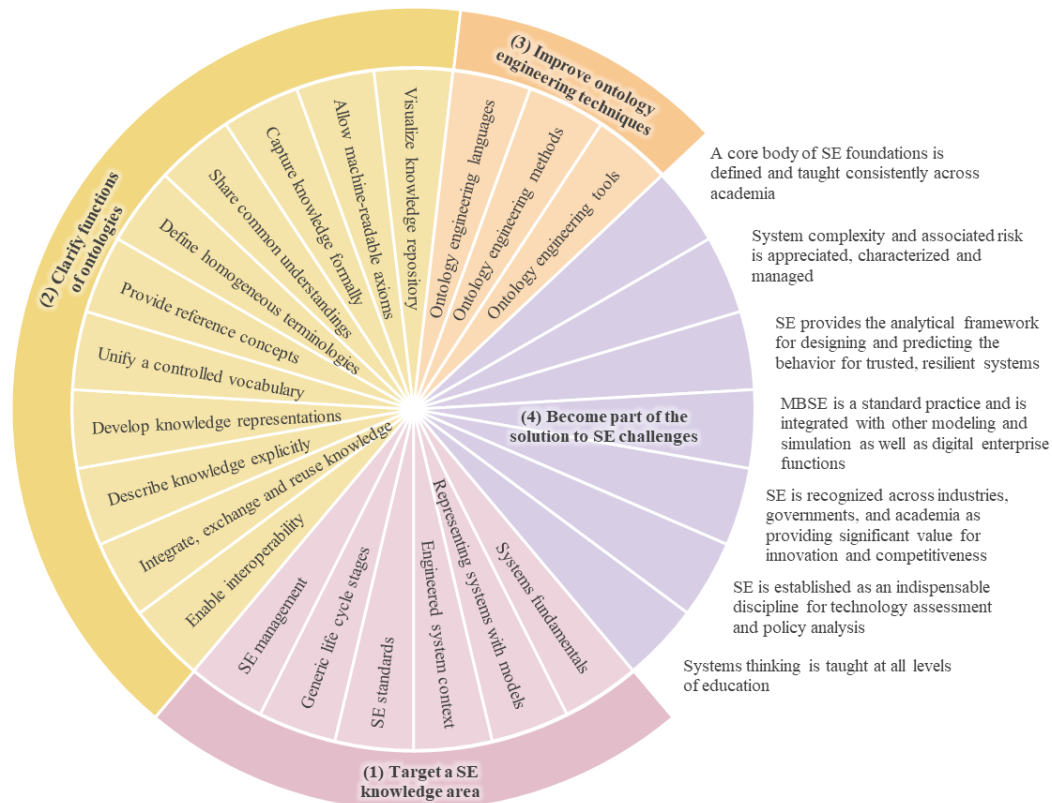 (3) Improve ontology
engineering techniques
Ontology engineering languages
Ontology engineering methods
Ontology engineering tools
(2) Clarify functions
of ontologies
Visualize knowledge repository
Allow machine-readable axioms
Capture knowledge formally
Share common understandings
Define homogeneous terminologies
Provide reference concepts
Unify a controlled vocabulary
Develop knowledge representations
Describe knowledge explicitly
Integrate, exchange and reuse knowledge
Enable interoperability
(1) Target a SE
knowledge area
SE management
Generic life cycle stages
SE standards
Engineered system context
Representing systems with models
Systems fundamentals
(4) Become part of the
solution to SE challenges
A core body of SE foundations is
defined and taught consistently across
academia
System complexity and associated risk
is appreciated, characterized and
managed
SE provides the analytical framework
for designing and predicting the
behavior for trusted, resilient systems
MBSE is a standard practice and is
integrated with other modeling and
simulation as well as digital enterprise
functions
SE is recognized across industries,
governments, and academia as
providing significant value for
innovation and competitiveness
SE is established as an indispensable
discipline for technology assessment
and policy analysis
Systems thinking is taught at all levels
of education